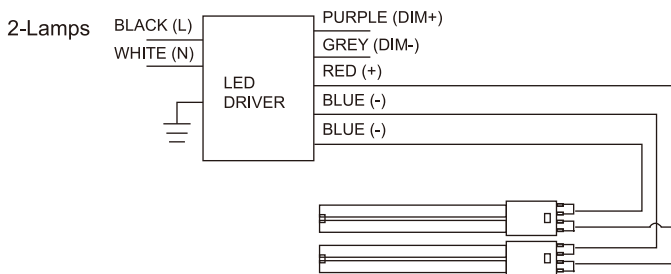 2-Lamps
BLACK (L)
WHITE (N)
LED
DRIVER
PURPLE (DIM+)
GREY (DIM-)
RED (+)
BLUE (-)
BLUE (-)